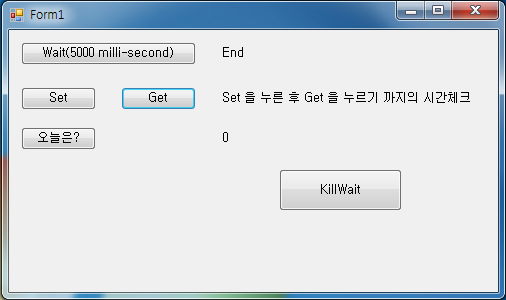 Form1
Wait(5000 milli-second) End
Set Get Set 을 누른 후 Get 을 누르기 까지의 시간체크
오늘은? 0
KillWait